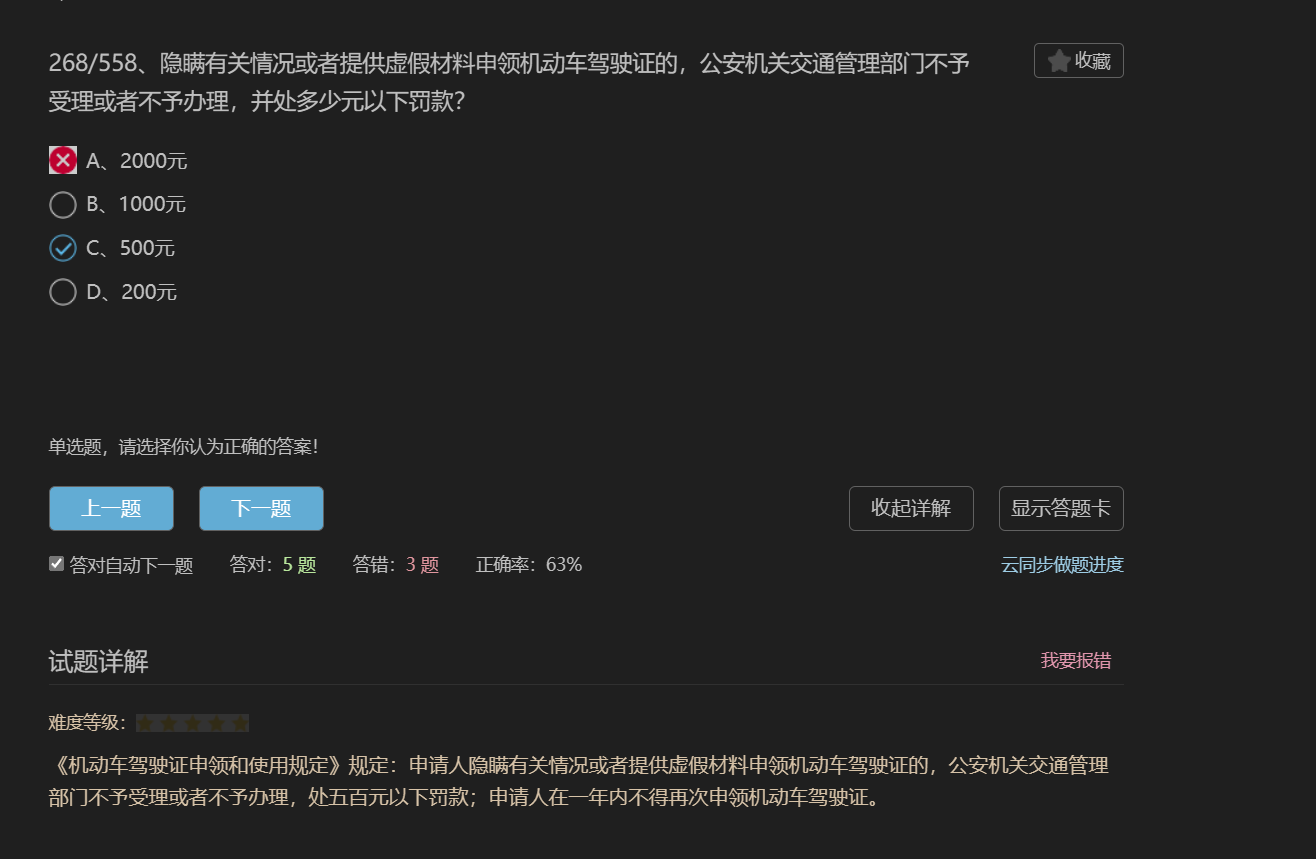 268/558、隐瞒有关情况或者提供虚假材料申领机动车驾驶证的，公安机关交通管理部门不予
收藏
受理或者不予办理，并处多少元以下罚款？
A、2000元
B、1000元
C、500元
D、200元
单选题，请选择你认为正确的答案！
上一题 下一题 收起详解 显示答题卡
答对自动下一题 答对：5 题 答错：3 题 正确率：63% 云同步做题进度
试题详解 我要报错
难度等级：
《机动车驾驶证申领和使用规定》规定：申请人隐瞒有关情况或者提供虚假材料申领机动车驾驶证的，公安机关交通管理
部门不予受理或者不予办理，处五百元以下罚款；申请人在一年内不得再次申领机动车驾驶证。